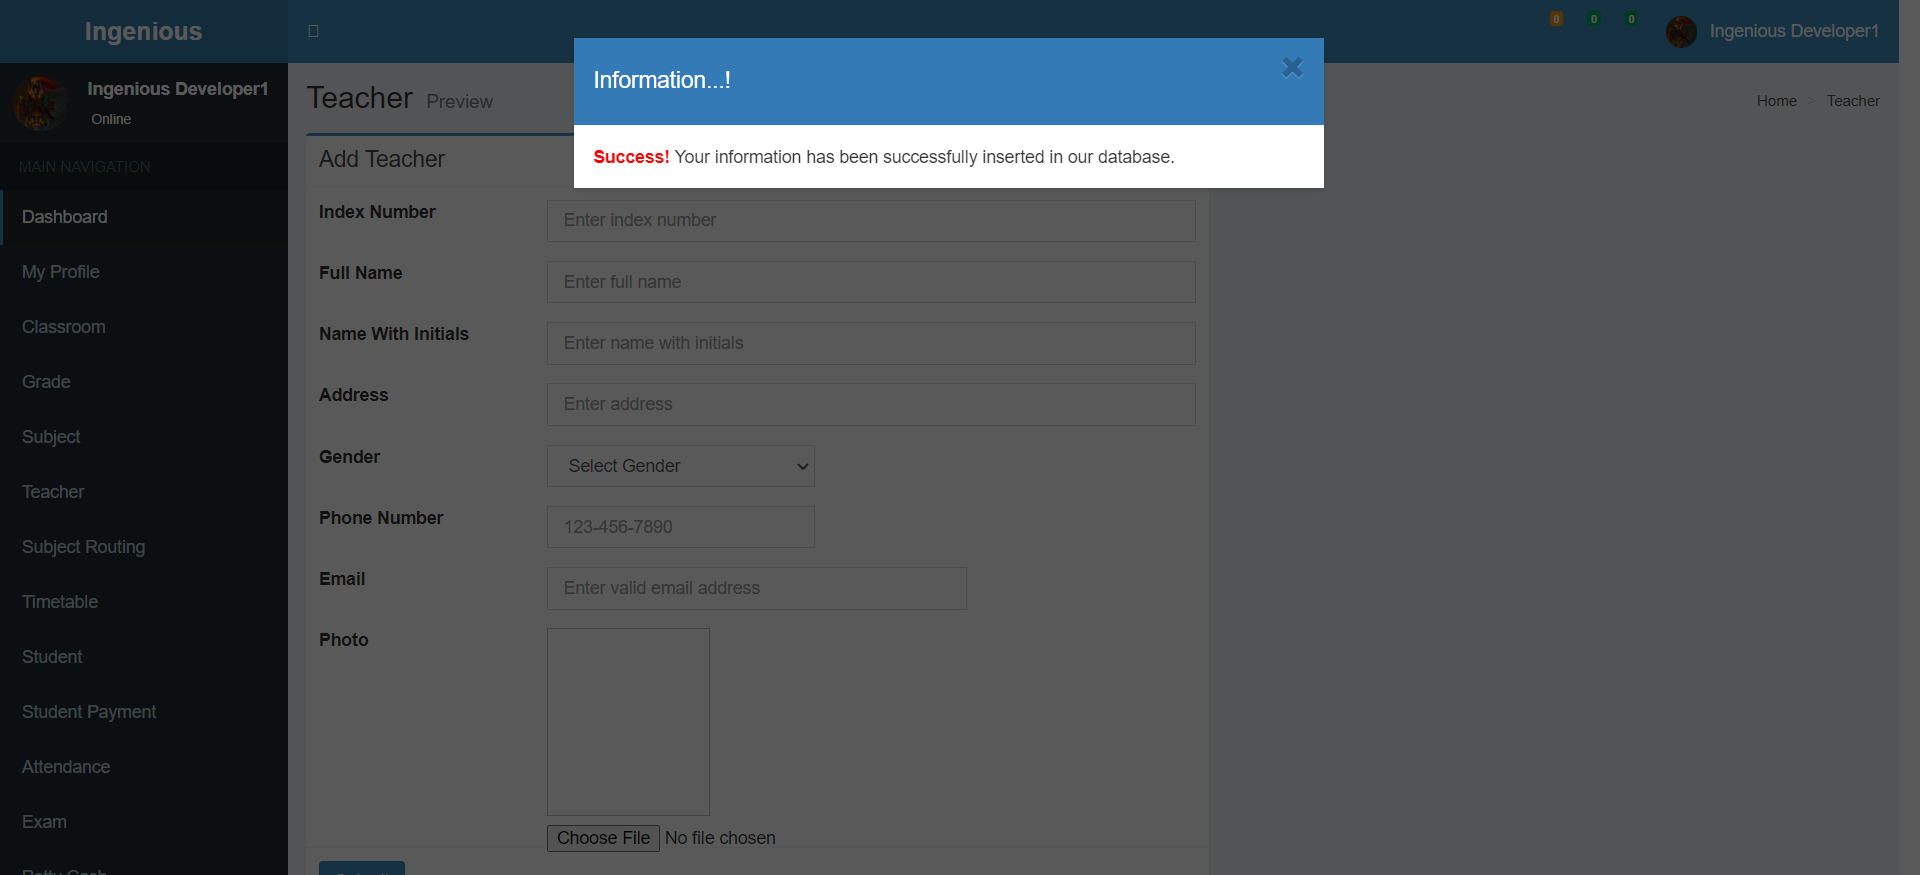 Ingenious
0 0 0 Ingenious Developer1
Ingenious Developer1
Online
MAIN NAVIGATION
Dashboard
My Profile
Classroom
Grade
Subject
Teacher
Subject Routing
Timetable
Student
Student Payment
Attendance
Exam
Petty Cash
Teacher Preview
Home > Teacher
Information...!
Success! Your information has been successfully inserted in our database.
Add Teacher
Index Number
Enter index number
Full Name
Enter full name
Name With Initials
Enter name with initials
Address
Enter address
Gender
Select Gender
Phone Number
123-456-7890
Email
Enter valid email address
Photo
Choose File No file chosen